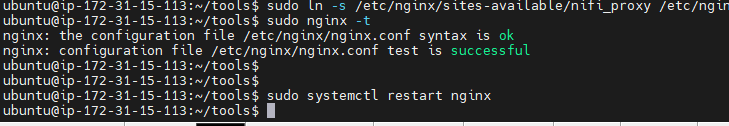 ubuntu@ip-172-31-15-113:~/tools$ sudo ln -s /etc/nginx/sites-available/nifi_proxy /etc/ngin
ubuntu@ip-172-31-15-113:~/tools$ sudo nginx -t
nginx: the configuration file /etc/nginx/nginx.conf syntax is ok
nginx: configuration file /etc/nginx/nginx.conf test is successful
ubuntu@ip-172-31-15-113:~/tools$
ubuntu@ip-172-31-15-113:~/tools$
ubuntu@ip-172-31-15-113:~/tools$ sudo systemctl restart nginx
ubuntu@ip-172-31-15-113:~/tools$